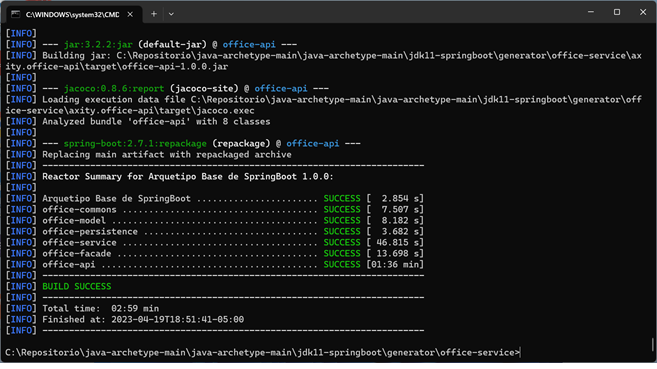 C:\WINDOWS\system32\CMD
[INFO]
[INFO] --- jar:3.2.2:jar (default-jar) @ office-api ---
[INFO] Building jar: C:\Repositorio\java-archetype-main\java-archetype-main\jdk11-springboot\generator\office-service\ax
ity.office-api\target\office-api-1.0.0.jar
[INFO]
[INFO] --- jacoco:0.8.6:report (jacoco-site) @ office-api ---
[INFO] Loading execution data file C:\Repositorio\java-archetype-main\java-archetype-main\jdk11-springboot\generator\off
ice-service\axity.office-api\target\jacoco.exec
[INFO] Analyzed bundle 'office-api' with 8 classes
[INFO]
[INFO] --- spring-boot:2.7.1:repackage (repackage) @ office-api ---
[INFO] Replacing main artifact with repackaged archive
[INFO] ------------------------------------------------------------------------
[INFO] Reactor Summary for Arquetipo Base de SpringBoot 1.0.0:
[INFO]
[INFO] Arquetipo Base de SpringBoot ....................... SUCCESS [  2.854 s]
[INFO] office-commons ..................................... SUCCESS [  7.507 s]
[INFO] office-model ....................................... SUCCESS [  8.182 s]
[INFO] office-persistence ................................. SUCCESS [  3.682 s]
[INFO] office-service ..................................... SUCCESS [ 46.815 s]
[INFO] office-facade ...................................... SUCCESS [ 13.698 s]
[INFO] office-api ......................................... SUCCESS [01:36 min]
[INFO] ------------------------------------------------------------------------
[INFO] BUILD SUCCESS
[INFO] ------------------------------------------------------------------------
[INFO] Total time:  02:59 min
[INFO] Finished at: 2023-04-19T18:51:41-05:00
[INFO] ------------------------------------------------------------------------
C:\Repositorio\java-archetype-main\java-archetype-main\jdk11-springboot\generator\office-service>